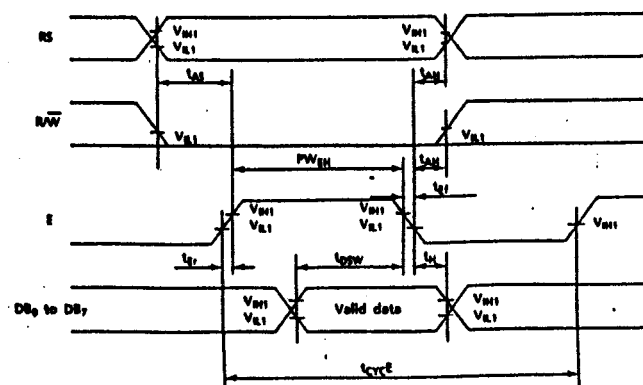 RS
VIH1
VIL1
VIH1
VIL1
tAS
tAH
R/W̅
VIL1
VIL1
PWEH
tAH
tEf
E
VIH1
VIL1
VIH1
VIL1
VIH1
tEr
tDSW
tH
DB0 to DB7
VIH1
VIL1
Valid data
VIH1
VIL1
tCYCE